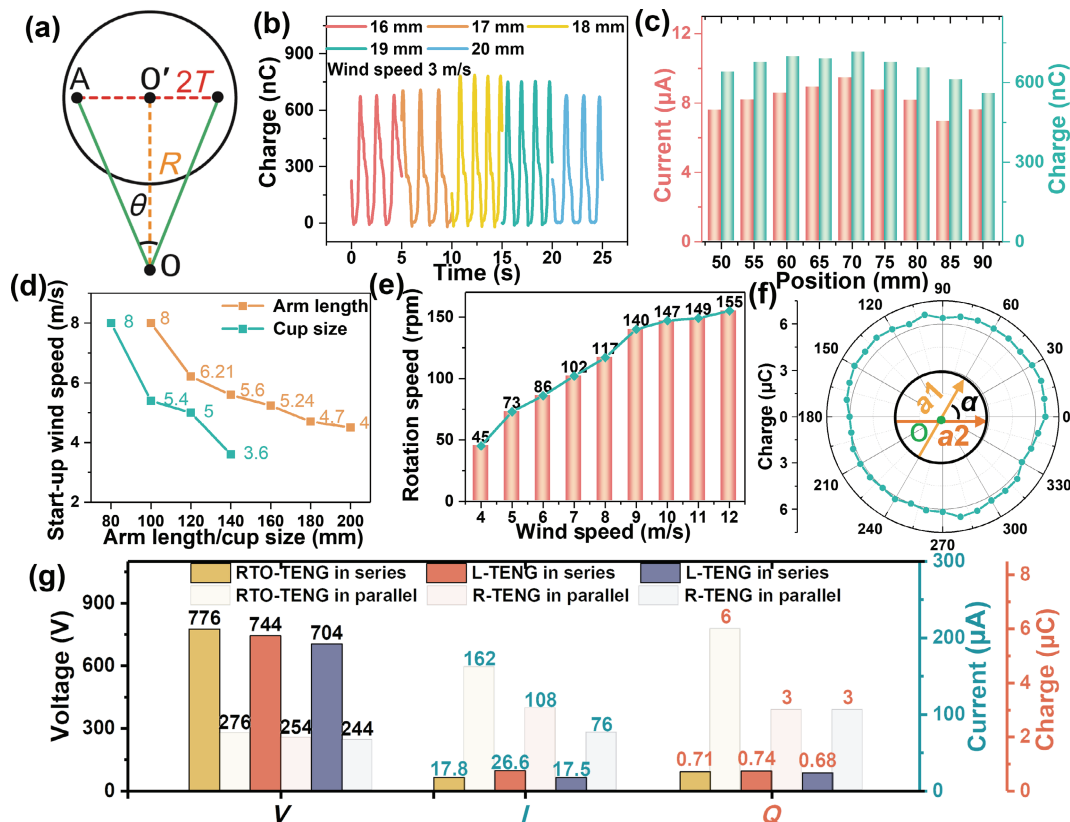 (a)
A
O′
2T
R
θ
O
(b)
16 mm
17 mm
18 mm
19 mm
20 mm
Wind speed 3 m/s
Charge (nC)
900
600
300
0
0
5
10
15
20
25
Time (s)
(c)
Current (μA)
12
8
4
0
Charge (nC)
600
300
0
50
55
60
65
70
75
80
85
90
Position (mm)
(d)
Start-up wind speed (m/s)
8
6
4
2
Arm length
Cup size
8
8
6.21
5.6
5.24
4.7
4
5.4
5
3.6
80
100
120
140
160
180
200
Arm length/cup size (mm)
(e)
Rotation speed (rpm)
150
100
50
0
45
73
86
102
117
140
147
149
155
4
5
6
7
8
9
10
11
12
Wind speed (m/s)
(f)
Charge (μC)
6
3
0
3
6
90
60
30
0
330
300
270
240
210
180
150
120
a1
α
O
a2
(g)
RTO-TENG in series
L-TENG in series
L-TENG in series
RTO-TENG in parallel
R-TENG in parallel
R-TENG in parallel
Voltage (V)
900
600
300
0
776
744
704
276
254
244
V
162
108
76
17.8
26.6
17.5
I
6
3
3
0.71
0.74
0.68
Q
300
200
100
0
Current (μA)
8
6
4
2
0
Charge (μC)